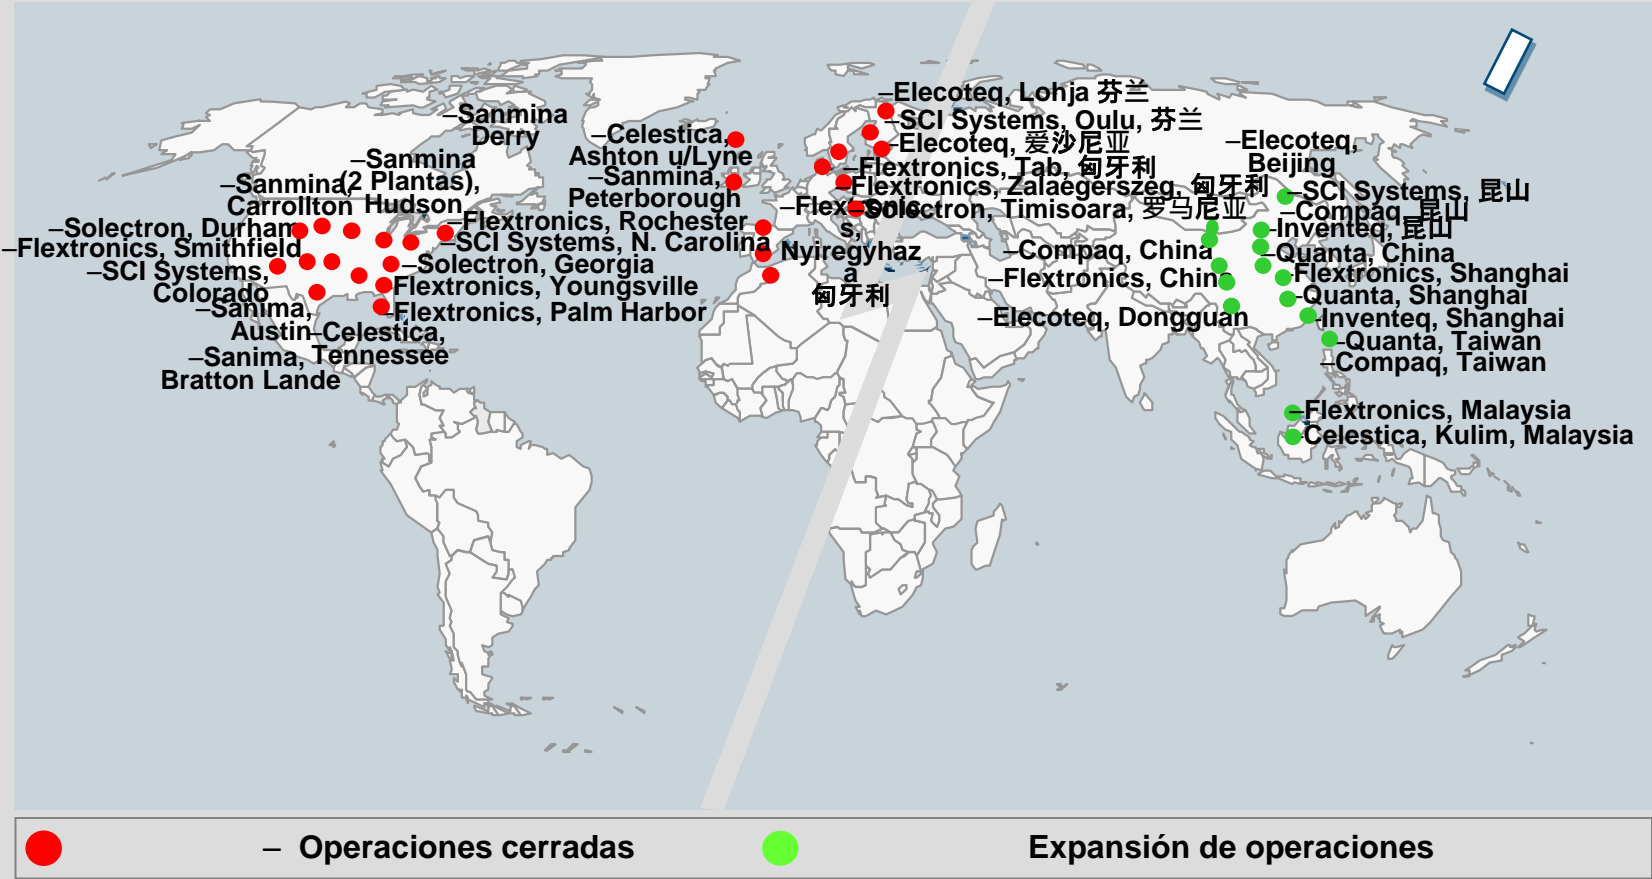 –Sanmina
Derry
–Sanmina
(2 Plantas),
Hudson
–Sanmina,
Carrollton
–Solectron, Durham
–Flextronics, Smithfield
–SCI Systems,
Colorado
–Sanima,
Austin
–Celestica,
Tennessee
–Sanima,
Bratton Lande
–Flextronics, Rochester
–SCI Systems, N. Carolina
–Solectron, Georgia
Flextronics, Youngsville
–Flextronics, Palm Harbor
–Celestica,
Ashton u/Lyne
–Sanmina,
Peterborough
–Elecoteq, Lohja 芬兰
–SCI Systems, Oulu, 芬兰
–Elecoteq, 爱沙尼亚
–Flextronics, Tab, 匈牙利
–Flextronics, Zalaegerszeg, 匈牙利
–Solectron, Timisoara, 罗马尼亚
–Flextronic
s,
Nyiregyhaz
a
匈牙利
–Elecoteq,
Beijing
–SCI Systems, 昆山
–Compaq, 昆山
–Inventeq, 昆山
–Quanta, China
–Compaq, China
–Flextronics, China
–Elecoteq, Dongguan
–Flextronics, Shanghai
–Quanta, Shanghai
–Inventeq, Shanghai
–Quanta, Taiwan
–Compaq, Taiwan
–Flextronics, Malaysia
Celestica, Kulim, Malaysia
– Operaciones cerradas
Expansión de operaciones